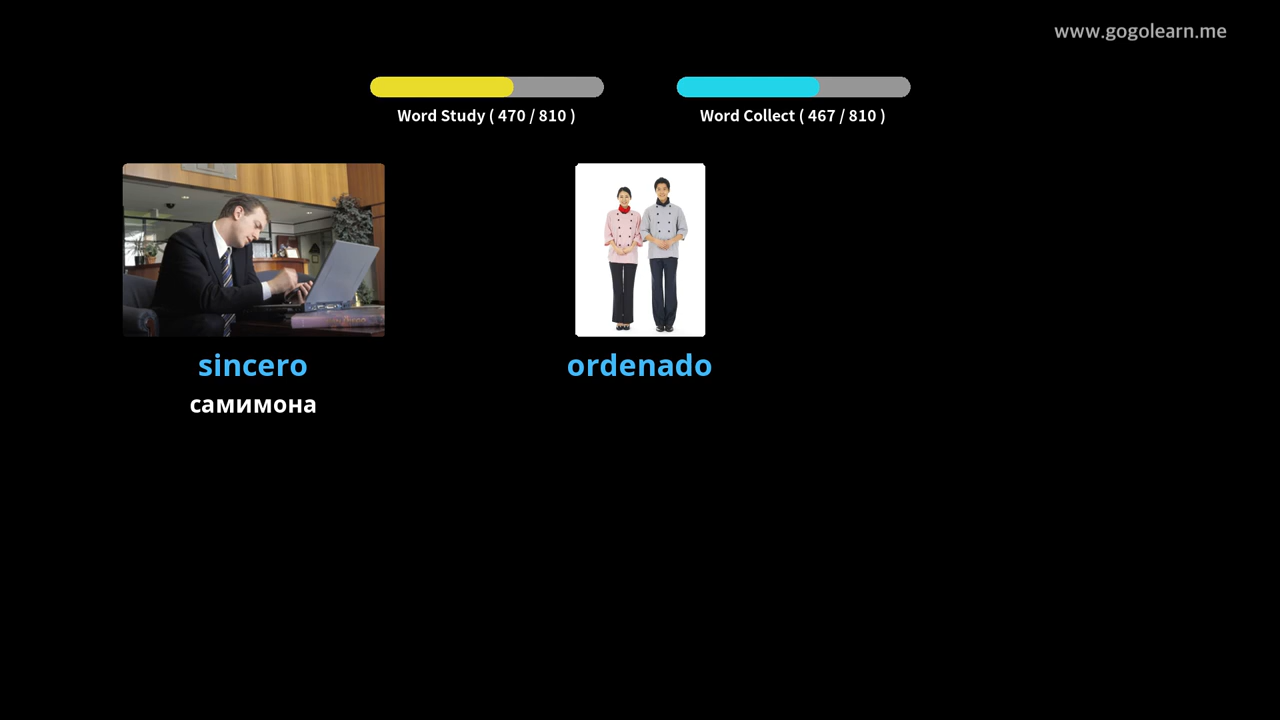 www.gogolearn.me
Word Study ( 470 / 810 )
Word Collect ( 467 / 810 )
sincero
ordenado
самимона